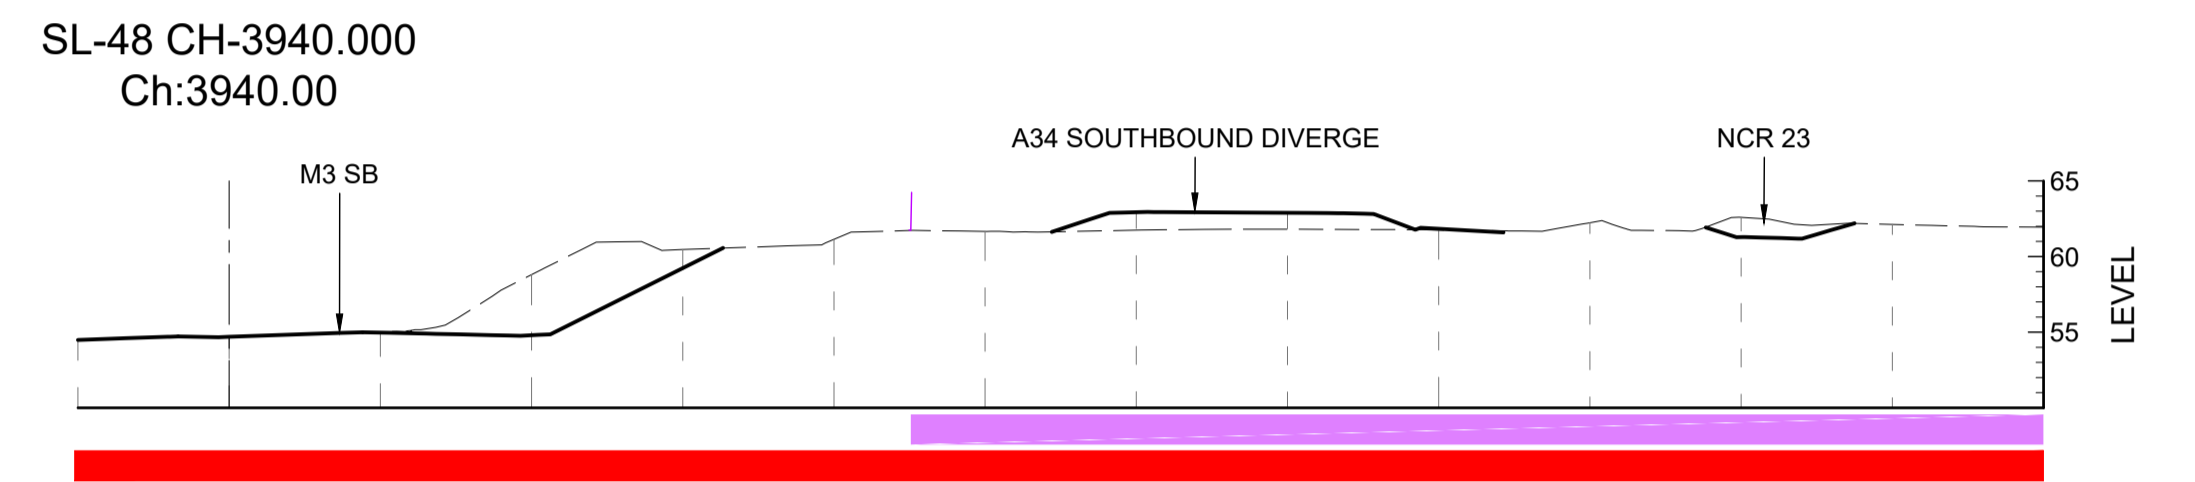 SL-48 CH-3940.000
Ch:3940.00
A34 SOUTHBOUND DIVERGE
NCR 23
M3 SB
65
60
55
LEVEL